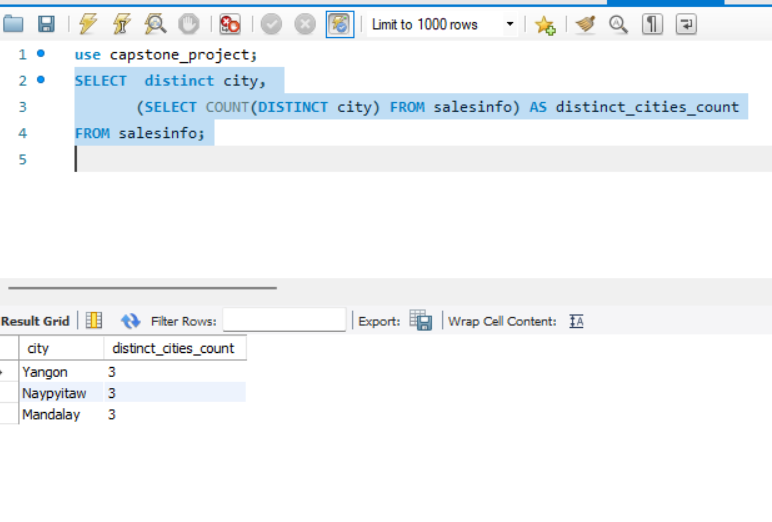 Limit to 1000 rows
1 use capstone_project;
2 SELECT distinct city,
3 (SELECT COUNT(DISTINCT city) FROM salesinfo) AS distinct_cities_count
4 FROM salesinfo;
5
Result Grid Filter Rows: Export: Wrap Cell Content: IA
city distinct_cities_count
Yangon 3
Naypyitaw 3
Mandalay 3